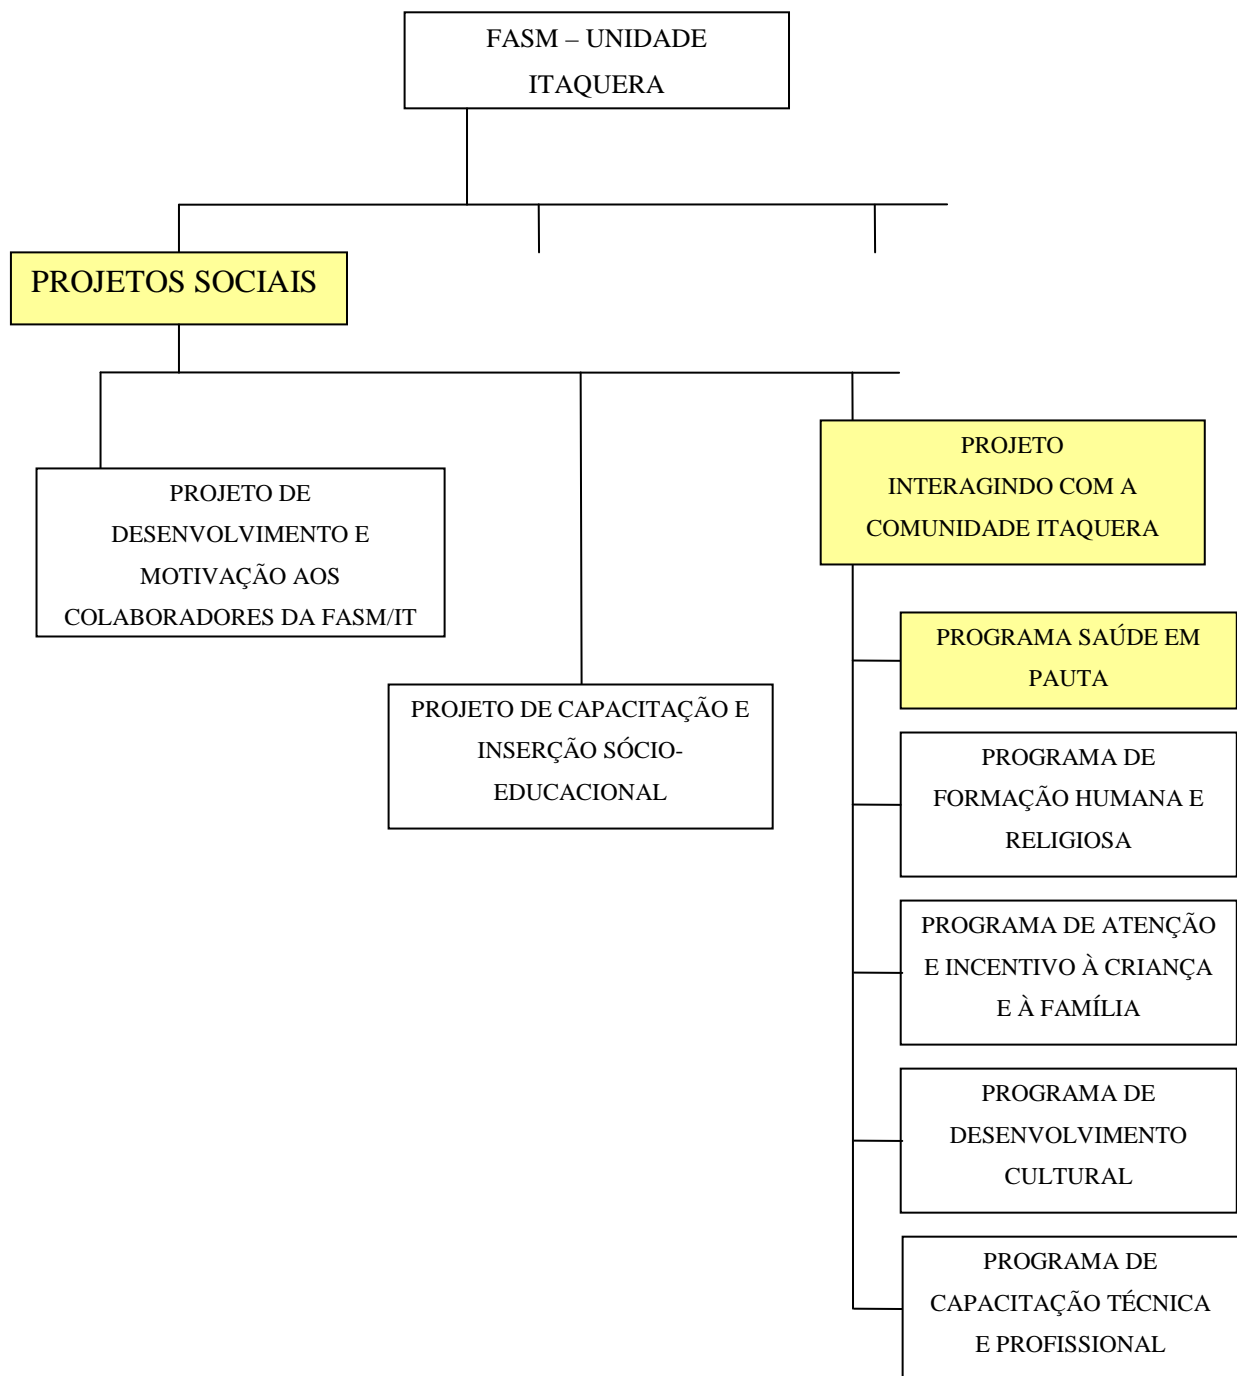 FASM – UNIDADE
ITAQUERA
PROJETOS SOCIAIS
PROJETO DE
DESENVOLVIMENTO E
MOTIVAÇÃO AOS
COLABORADORES DA FASM/IT
PROJETO DE CAPACITAÇÃO E
INSERÇÃO SÓCIO-
EDUCACIONAL
PROJETO
INTERAGINDO COM A
COMUNIDADE ITAQUERA
PROGRAMA SAÚDE EM
PAUTA
PROGRAMA DE
FORMAÇÃO HUMANA E
RELIGIOSA
PROGRAMA DE ATENÇÃO
E INCENTIVO À CRIANÇA
E À FAMÍLIA
PROGRAMA DE
DESENVOLVIMENTO
CULTURAL
PROGRAMA DE
CAPACITAÇÃO TÉCNICA
E PROFISSIONAL